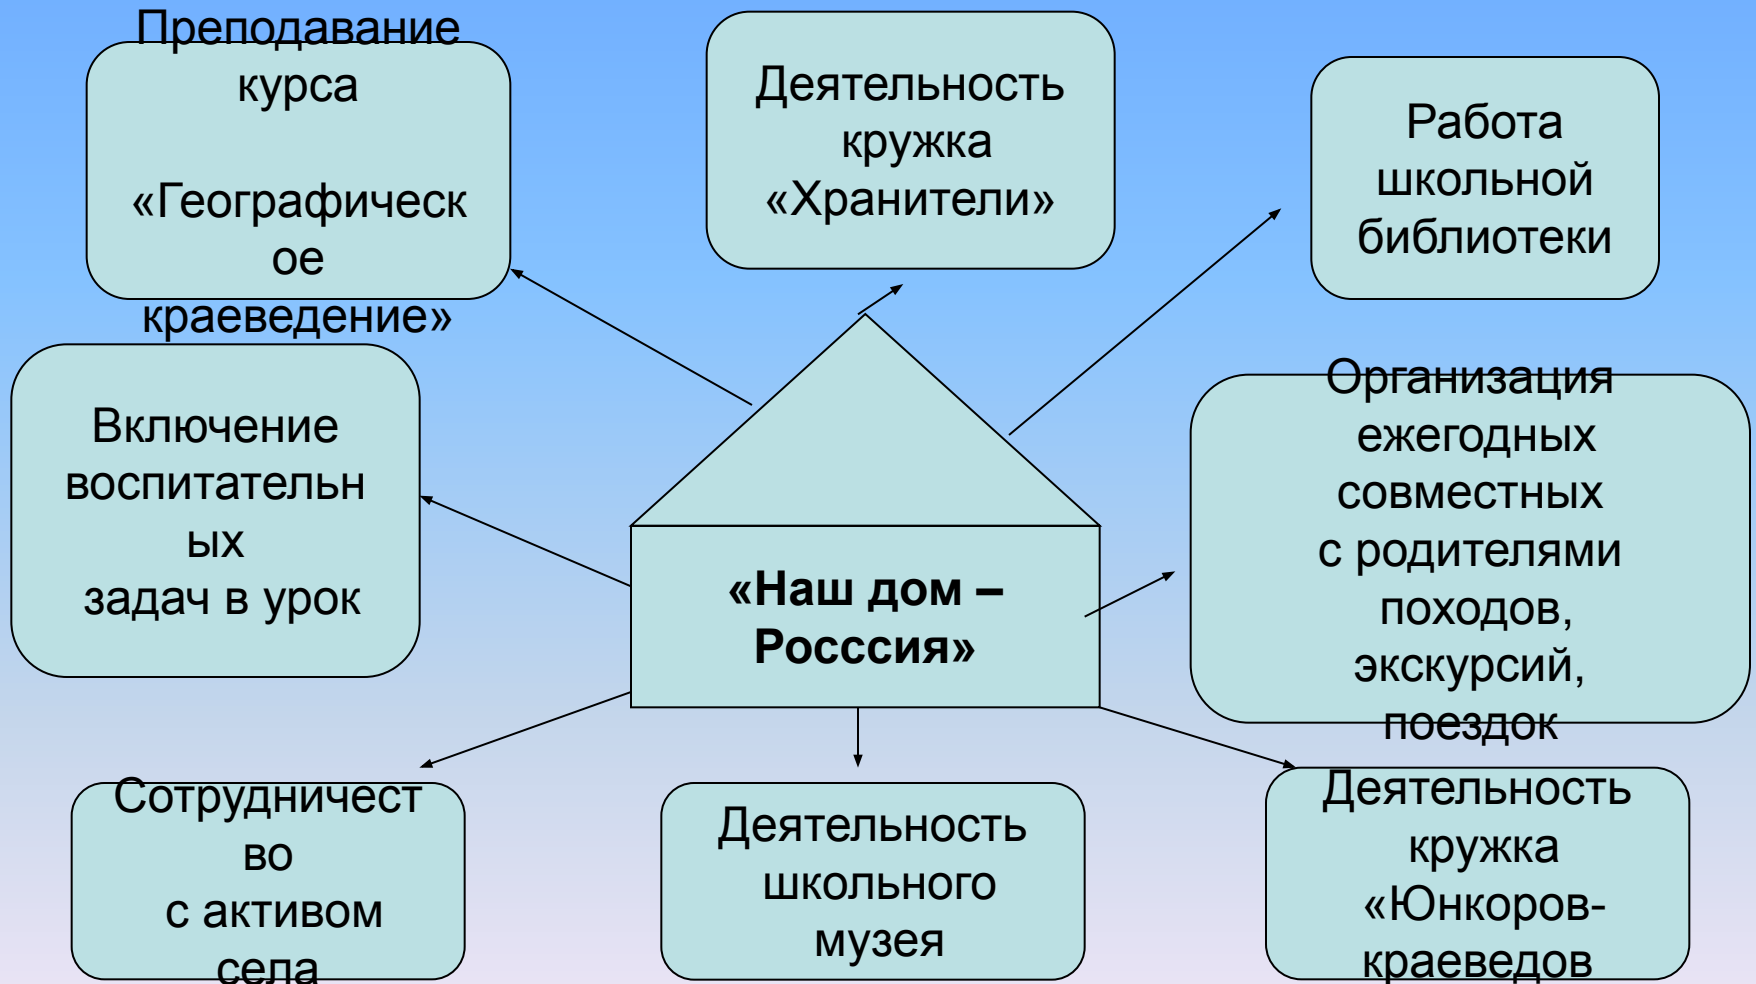 Преподавание
курса
«Географическ
ое
краеведение»
Деятельность
кружка
«Хранители»
Работа
школьной
библиотеки
Включение
воспитательн
ых
задач в урок
«Наш дом –
Росссия»
Организация
ежегодных
совместных
с родителями
походов,
экскурсий,
поездок
Сотрудничест
во
с активом
села
Деятельность
школьного
музея
Деятельность
кружка
«Юнкоров-
краеведов